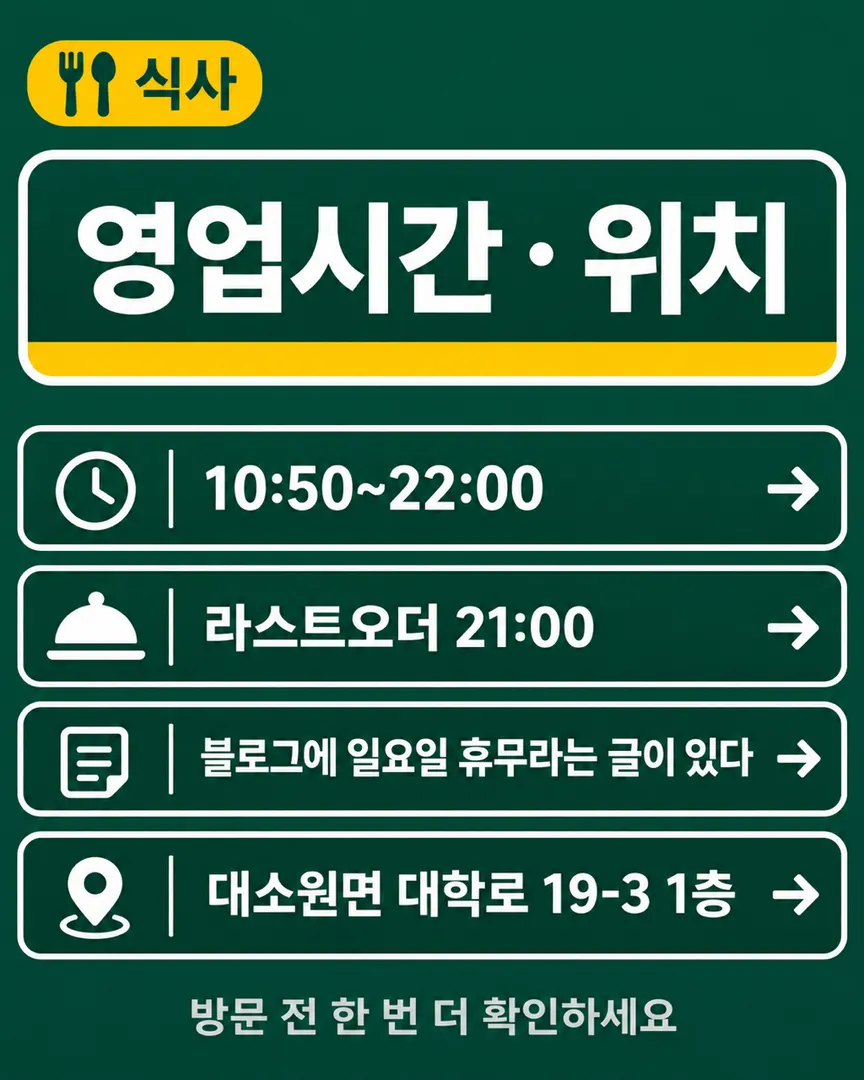 식사
영업시간 · 위치
10:50~22:00
라스트오더 21:00
블로그에 일요일 휴무라는 글이 있다
대소원면 대학로 19-3 1층
방문 전 한 번 더 확인하세요